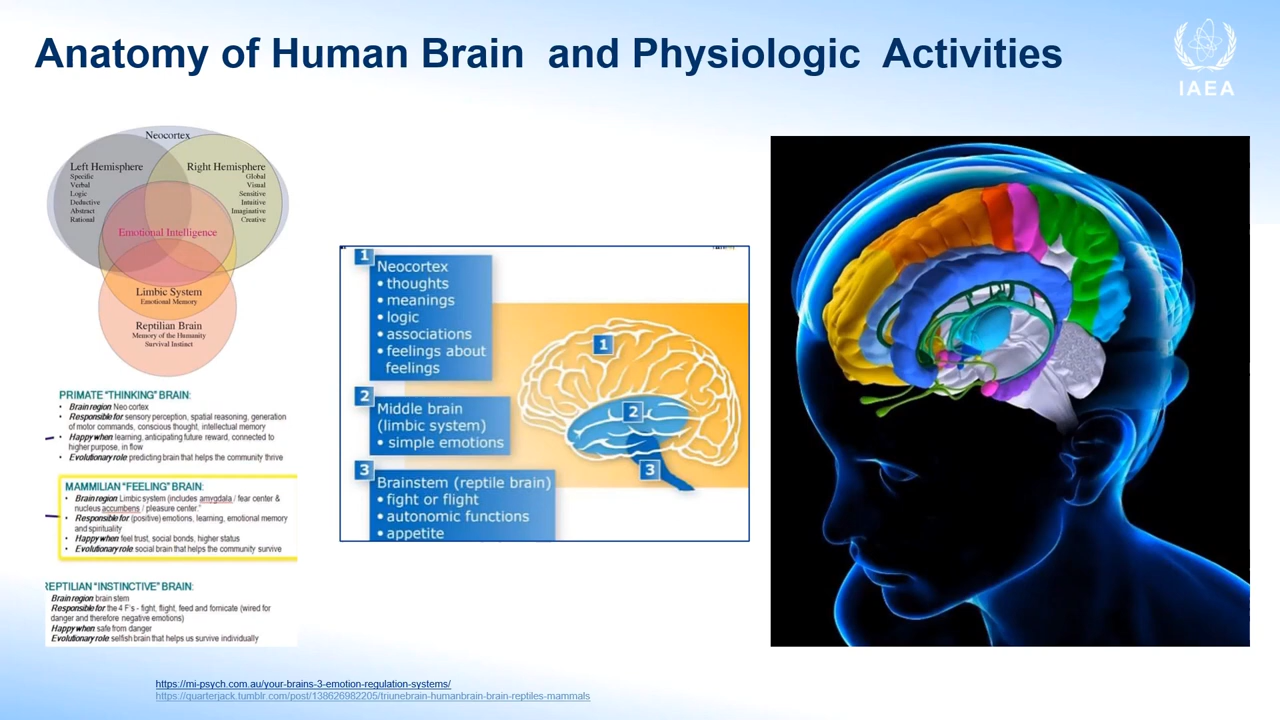 Anatomy of Human Brain and Physiologic Activities
IAEA
Neocortex
Left Hemisphere
Specific
Verbal
Logic
Deductive
Abstract
Rational
Right Hemisphere
Global
Visual
Sensitive
Intuitive
Imaginative
Creative
Emotional Intelligence
Limbic System
Emotional Memory
Reptilian Brain
Memory of the Humanity
Survival Instinct
PRIMATE “THINKING” BRAIN:
• Brain region: Neo cortex
• Responsible for: sensory perception, spatial reasoning, generation
of motor commands, conscious thought, intellectual memory
• Happy when: learning, anticipating future reward, connected to
higher purpose, in flow
• Evolutionary role: predicting brain that helps the community thrive
MAMMILIAN “FEELING” BRAIN:
• Brain region: Limbic system (includes amygdala / fear center &
nucleus accumbens / pleasure center.”
• Responsible for: (positive) emotions, learning, emotional memory
and spirituality
• Happy when: feel trust, social bonds, higher status
• Evolutionary role: social brain that helps the community survive
REPTILIAN “INSTINCTIVE” BRAIN:
Brain region: brain stem
Responsible for: the 4 F's - fight, flight, feed and fornicate (wired for
danger and therefore negative emotions)
Happy when: safe from danger
Evolutionary role: selfish brain that helps us survive individually
1
Neocortex
• thoughts
• meanings
• logic
• associations
• feelings about
feelings
2
Middle brain
(limbic system)
• simple emotions
3
Brainstem (reptile brain)
• fight or flight
• autonomic functions
• appetite
1
2
3
https://mi-psych.com.au/your-brains-3-emotion-regulation-systems/
https://quarterjack.tumblr.com/post/138626982205/triunebrain-humanbrain-brain-reptiles-mammals